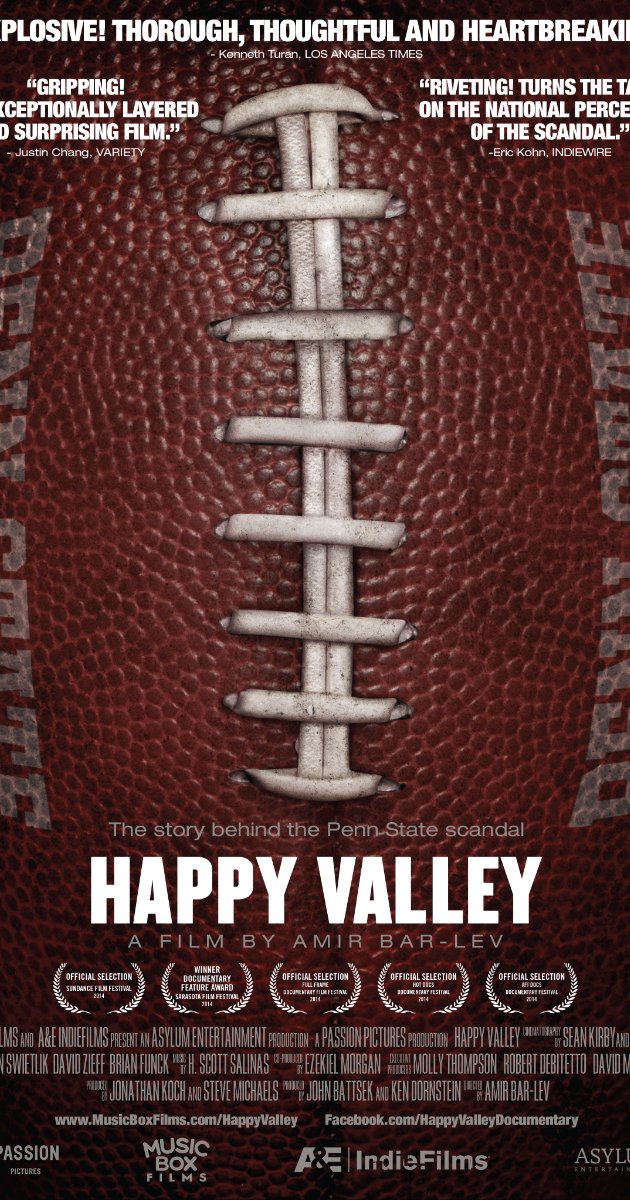 XPLOSIVE! THOROUGH, THOUGHTFUL AND HEARTBREAKIN
- Kenneth Turan, LOS ANGELES TIMES
“GRIPPING!
XCEPTIONALLY LAYERED
D SURPRISING FILM.”
- Justin Chang, VARIETY
“RIVETING! TURNS THE TA
ON THE NATIONAL PERCE
OF THE SCANDAL.”
-Eric Kohn, INDIEWIRE
PENN STATE
PENN STATE
The story behind the Penn State scandal
HAPPY VALLEY
A FILM BY AMIR BAR-LEV
OFFICIAL SELECTION
SUNDANCE FILM FESTIVAL
2014
WINNER
DOCUMENTARY
FEATURE AWARD
SARASOTA FILM FESTIVAL
2014
OFFICIAL SELECTION
FULL FRAME
DOCUMENTARY FILM FESTIVAL
2014
OFFICIAL SELECTION
HOT DOCS
DOCUMENTARY FESTIVAL
2014
OFFICIAL SELECTION
AFI DOCS
DOCUMENTARY FESTIVAL
2014
LMS AND A&E INDIEFILMS PRESENT AN ASYLUM ENTERTAINMENT PRODUCTION A PASSION PICTURES PRODUCTION HAPPY VALLEY CINEMATOGRAPHY BY SEAN KIRBY AND
N SWIETLIK DAVID ZIEFF BRIAN FUNCK MUSIC BY H. SCOTT SALINAS CO-PRODUCED BY EZEKIEL MORGAN EXECUTIVE PRODUCERS MOLLY THOMPSON ROBERT DEBITETTO DAVID M
PRODUCED BY JONATHAN KOCH AND STEVE MICHAELS PRODUCED BY JOHN BATTSEK AND KEN DORNSTEIN DIRECTED BY AMIR BAR-LEV
www.MusicBoxFilms.com/HappyValley Facebook.com/HappyValleyDocumentary
PASSION
PICTURES
MUSIC
BOX
FILMS
A&E IndieFilms
ASYLU
ENTERTAIN